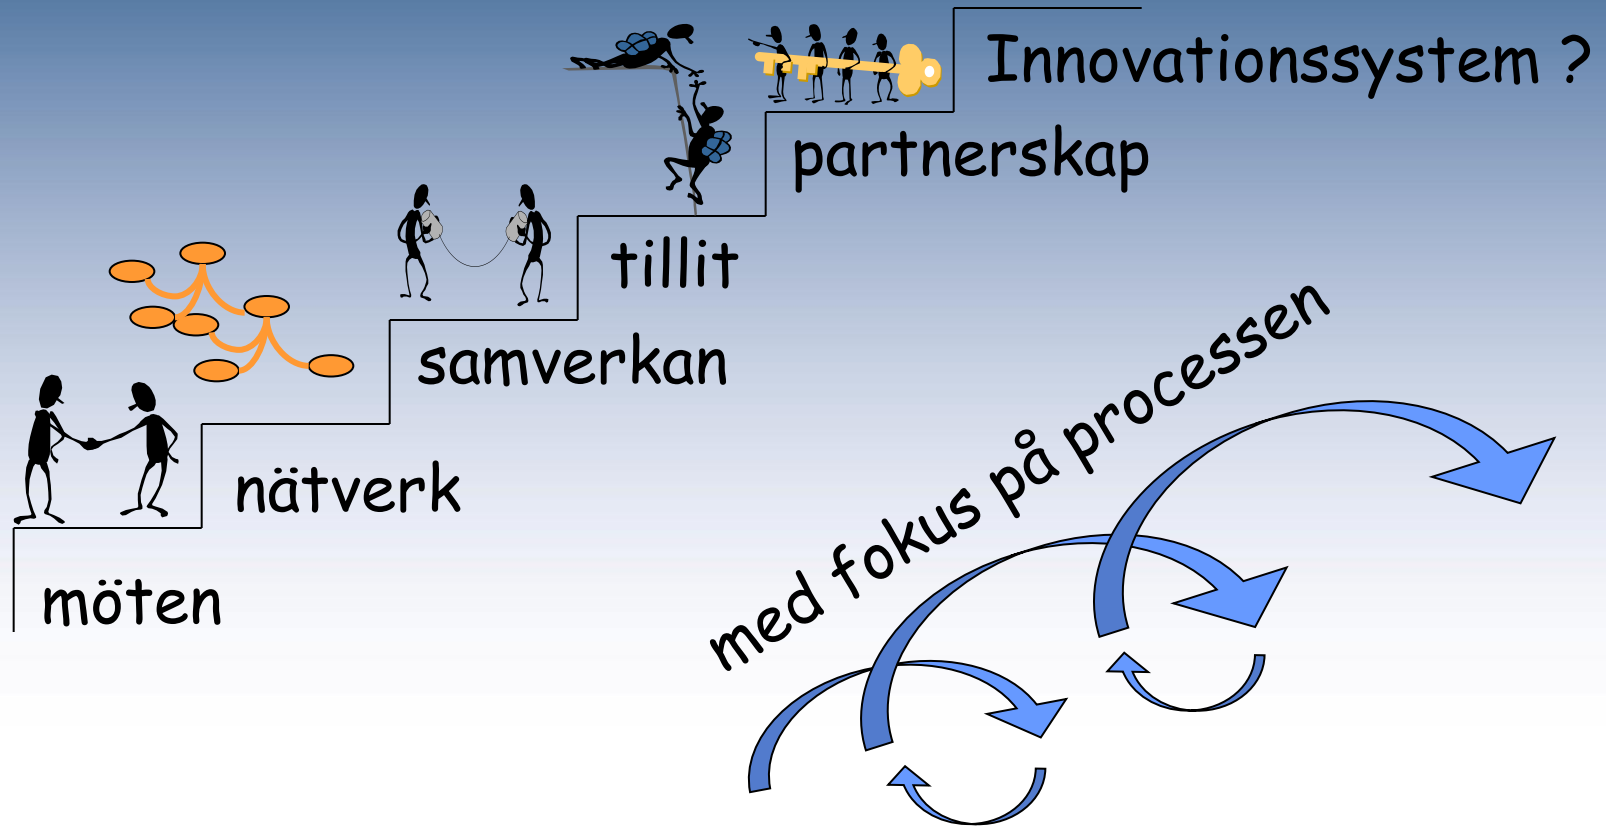 Innovationssystem ?
partnerskap
tillit
samverkan
nätverk
möten
med fokus på processen